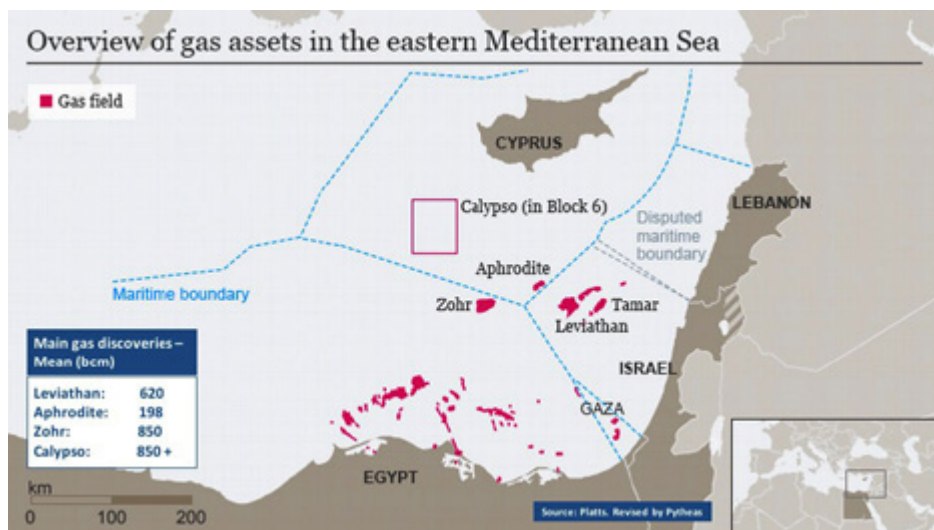 Overview of gas assets in the eastern Mediterranean Sea
Gas field
CYPRUS
Calypso (in Block 6)
LEBANON
Disputed
maritime
boundary
Aphrodite
Maritime boundary
Zohr
Tamar
Leviathan
Main gas discoveries –
Mean (bcm)
Leviathan: 620
Aphrodite: 198
Zohr: 850
Calypso: 850 +
ISRAEL
GAZA
EGYPT
km
0 100 200
Source: Platts. Revised by Pytheas